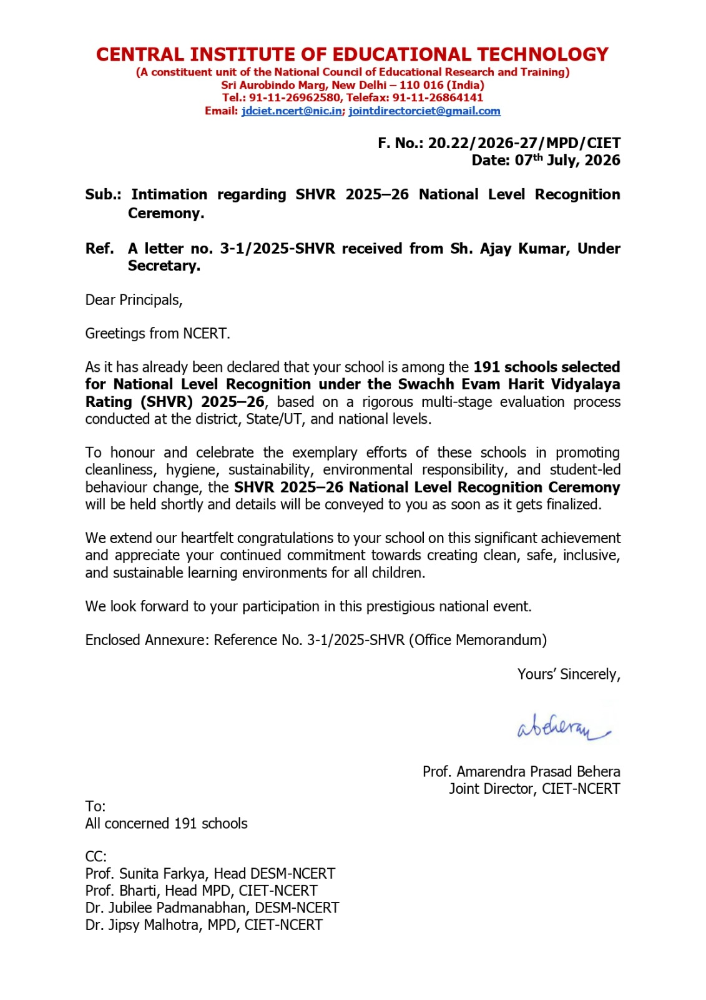 CENTRAL INSTITUTE OF EDUCATIONAL TECHNOLOGY
(A constituent unit of the National Council of Educational Research and Training)
Sri Aurobindo Marg, New Delhi – 110 016 (India)
Tel.: 91-11-26962580, Telefax: 91-11-26864141
Email: jdciet.ncert@nic.in; jointdirectorciet@gmail.com
F. No.: 20.22/2026-27/MPD/CIET
Date: 07th July, 2026
Sub.: Intimation regarding SHVR 2025–26 National Level Recognition
Ceremony.
Ref. A letter no. 3-1/2025-SHVR received from Sh. Ajay Kumar, Under
Secretary.
Dear Principals,
Greetings from NCERT.
As it has already been declared that your school is among the 191 schools selected
for National Level Recognition under the Swachh Evam Harit Vidyalaya
Rating (SHVR) 2025–26, based on a rigorous multi-stage evaluation process
conducted at the district, State/UT, and national levels.
To honour and celebrate the exemplary efforts of these schools in promoting
cleanliness, hygiene, sustainability, environmental responsibility, and student-led
behaviour change, the SHVR 2025–26 National Level Recognition Ceremony
will be held shortly and details will be conveyed to you as soon as it gets finalized.
We extend our heartfelt congratulations to your school on this significant achievement
and appreciate your continued commitment towards creating clean, safe, inclusive,
and sustainable learning environments for all children.
We look forward to your participation in this prestigious national event.
Enclosed Annexure: Reference No. 3-1/2025-SHVR (Office Memorandum)
Yours’ Sincerely,
Prof. Amarendra Prasad Behera
Joint Director, CIET-NCERT
To:
All concerned 191 schools
CC:
Prof. Sunita Farkya, Head DESM-NCERT
Prof. Bharti, Head MPD, CIET-NCERT
Dr. Jubilee Padmanabhan, DESM-NCERT
Dr. Jipsy Malhotra, MPD, CIET-NCERT